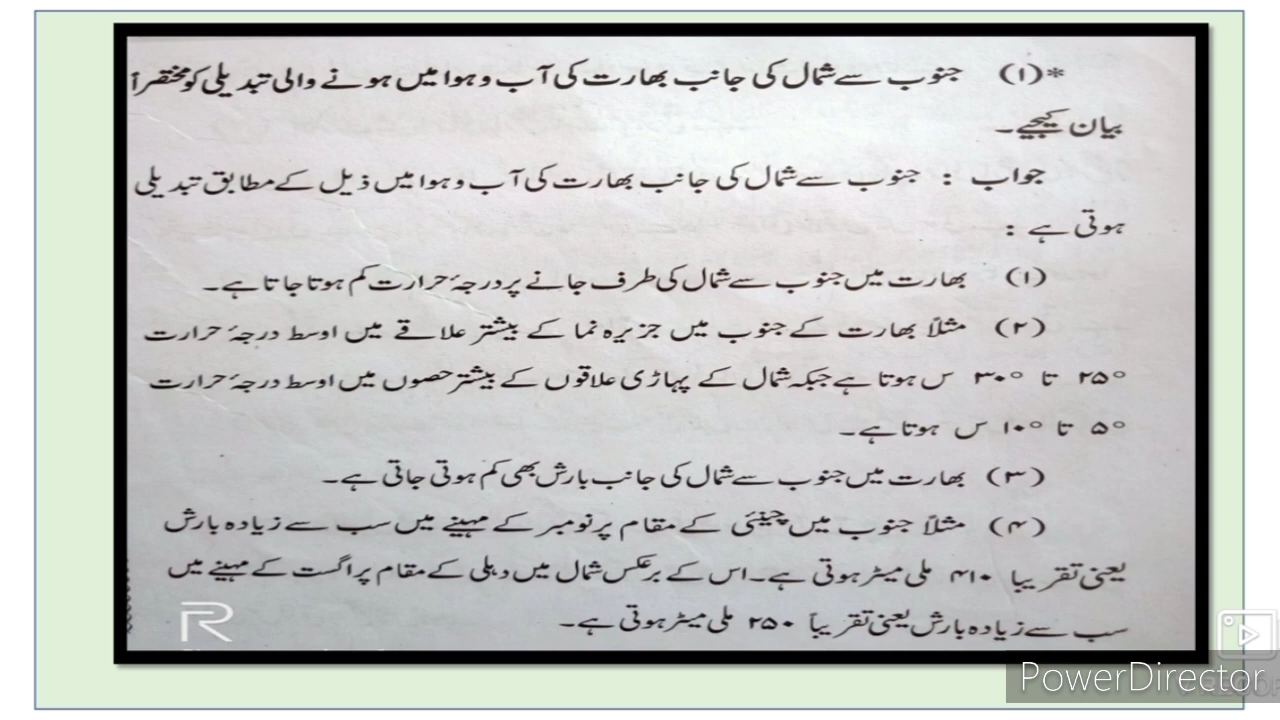 *(۱) جنوب سے شمال کی جانب بھارت کی آب و ہوا میں ہونے والی تبدیلی کو مختصراً
بیان کیجیے۔
جواب : جنوب سے شمال کی جانب بھارت کی آب و ہوا میں ذیل کے مطابق تبدیلی
ہوتی ہے :
(۱) بھارت میں جنوب سے شمال کی طرف جانے پر درجۂ حرارت کم ہوتا جاتا ہے۔
(۲) مثلاً بھارت کے جنوب میں جزیرہ نما کے بیشتر علاقے میں اوسط درجۂ حرارت
۲۵° تا ۳۰° س ہوتا ہے جبکہ شمال کے پہاڑی علاقوں کے بیشتر حصوں میں اوسط درجۂ حرارت
۵° تا ۱۰° س ہوتا ہے۔
(۳) بھارت میں جنوب سے شمال کی جانب بارش بھی کم ہوتی جاتی ہے۔
(۴) مثلاً جنوب میں چینئی کے مقام پر نومبر کے مہینے میں سب سے زیادہ بارش
یعنی تقریباً ۴۱۰ ملی میٹر ہوتی ہے۔ اس کے برعکس شمال میں دہلی کے مقام پر اگست کے مہینے میں
سب سے زیادہ بارش یعنی تقریباً ۲۵۰ ملی میٹر ہوتی ہے۔
R
PowerDirector